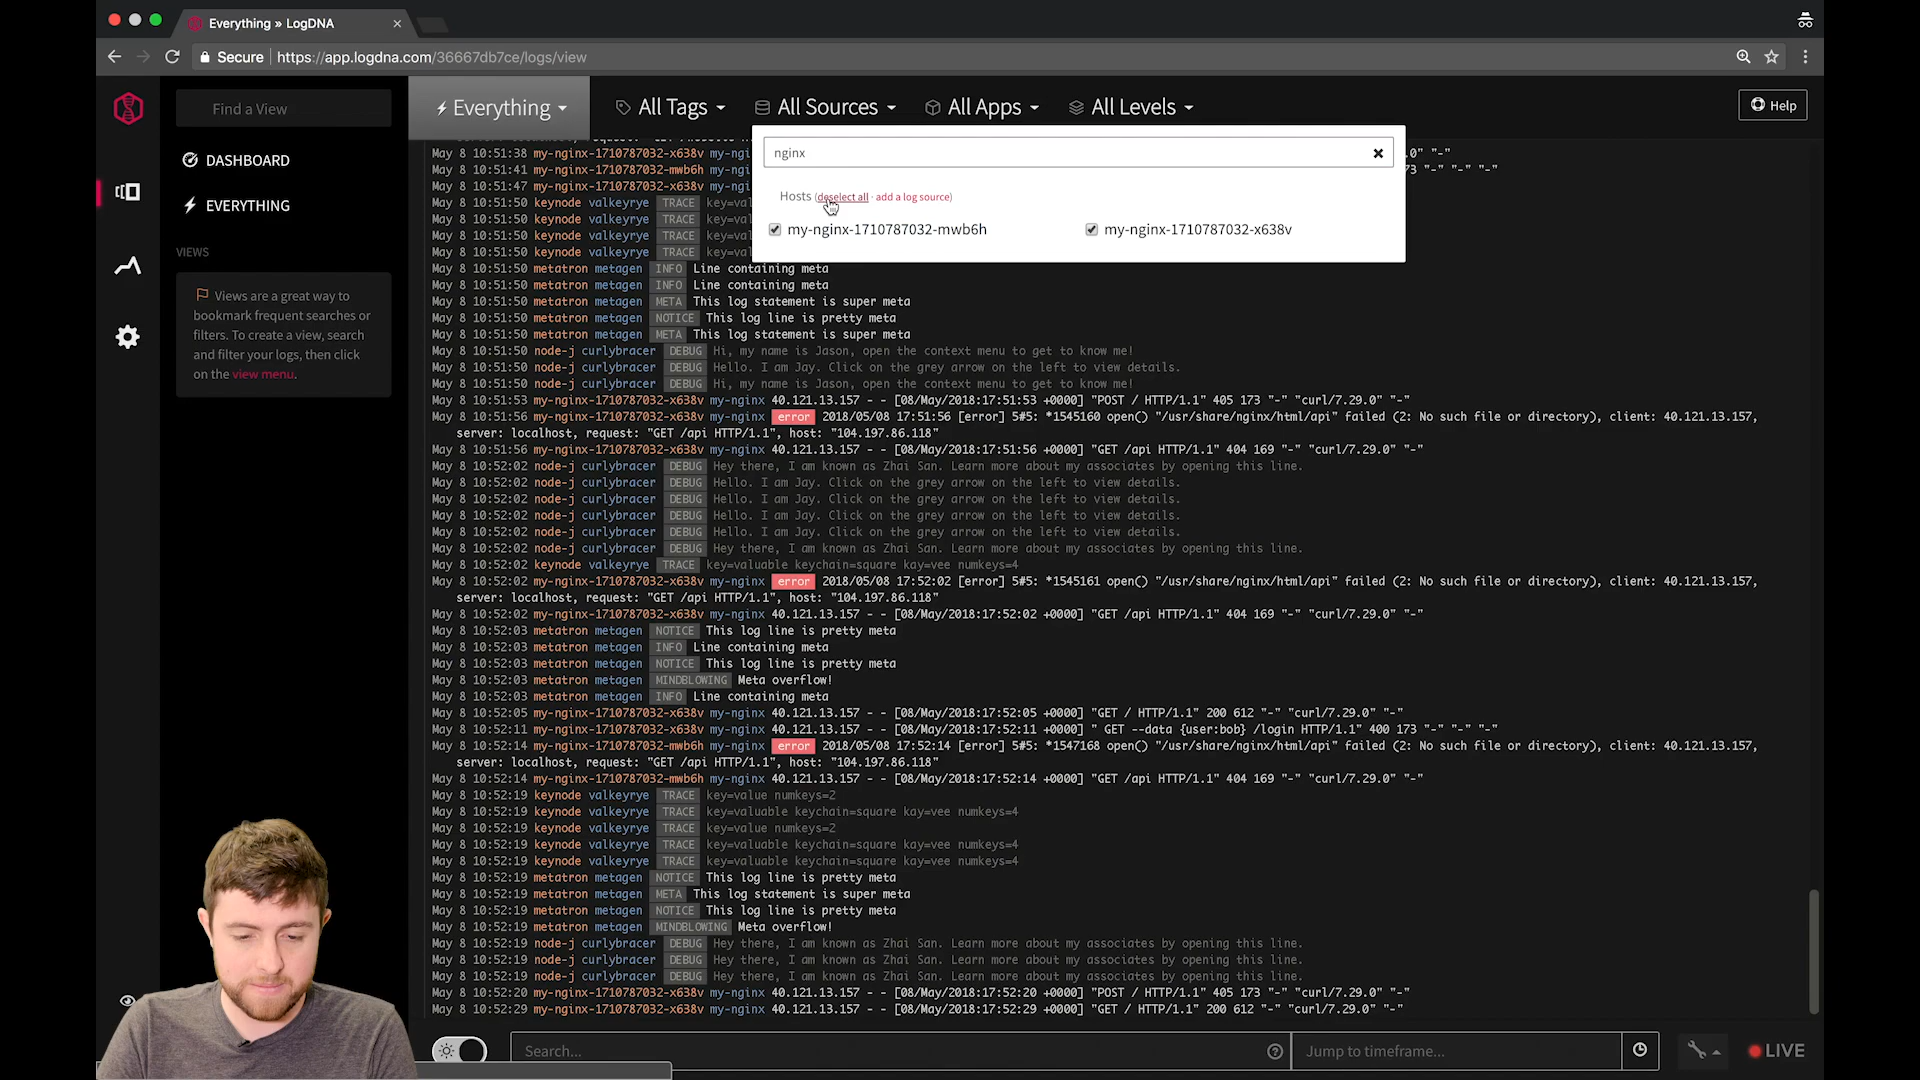 Everything » LogDNA
Secure https://app.logdna.com/36667db7ce/logs/view
Find a View
Everything
All Tags
All Sources
All Apps
All Levels
Help
DASHBOARD
EVERYTHING
VIEWS
Views are a great way to
bookmark frequent searches or
filters. To create a view, search
and filter your logs, then click
on the view menu.
nginx
Hosts (deselect all · add a log source)
my-nginx-1710787032-mwb6h
my-nginx-1710787032-x638v
May 8 10:51:38 my-nginx-1710787032-x638v my-ngi .0" "-"
May 8 10:51:41 my-nginx-1710787032-mwb6h my-ngi 73 "-" "-" "-"
May 8 10:51:47 my-nginx-1710787032-x638v my-ngi
May 8 10:51:50 keynode valkeyrye TRACE key=val
May 8 10:51:50 keynode valkeyrye TRACE key=val
May 8 10:51:50 keynode valkeyrye TRACE key=val
May 8 10:51:50 keynode valkeyrye TRACE key=val
May 8 10:51:50 metatron metagen INFO Line containing meta
May 8 10:51:50 metatron metagen INFO Line containing meta
May 8 10:51:50 metatron metagen META This log statement is super meta
May 8 10:51:50 metatron metagen NOTICE This log line is pretty meta
May 8 10:51:50 metatron metagen META This log statement is super meta
May 8 10:51:50 node-j curlybracer DEBUG Hi, my name is Jason, open the context menu to get to know me!
May 8 10:51:50 node-j curlybracer DEBUG Hello. I am Jay. Click on the grey arrow on the left to view details.
May 8 10:51:50 node-j curlybracer DEBUG Hi, my name is Jason, open the context menu to get to know me!
May 8 10:51:53 my-nginx-1710787032-x638v my-nginx 40.121.13.157 - - [08/May/2018:17:51:53 +0000] "POST / HTTP/1.1" 405 173 "-" "curl/7.29.0" "-"
May 8 10:51:56 my-nginx-1710787032-x638v my-nginx error 2018/05/08 17:51:56 [error] 5#5: *1545160 open() "/usr/share/nginx/html/api" failed (2: No such file or directory), client: 40.121.13.157,
server: localhost, request: "GET /api HTTP/1.1", host: "104.197.86.118"
May 8 10:51:56 my-nginx-1710787032-x638v my-nginx 40.121.13.157 - - [08/May/2018:17:51:56 +0000] "GET /api HTTP/1.1" 404 169 "-" "curl/7.29.0" "-"
May 8 10:52:02 node-j curlybracer DEBUG Hey there, I am known as Zhai San. Learn more about my associates by opening this line.
May 8 10:52:02 node-j curlybracer DEBUG Hello. I am Jay. Click on the grey arrow on the left to view details.
May 8 10:52:02 node-j curlybracer DEBUG Hello. I am Jay. Click on the grey arrow on the left to view details.
May 8 10:52:02 node-j curlybracer DEBUG Hello. I am Jay. Click on the grey arrow on the left to view details.
May 8 10:52:02 node-j curlybracer DEBUG Hello. I am Jay. Click on the grey arrow on the left to view details.
May 8 10:52:02 node-j curlybracer DEBUG Hey there, I am known as Zhai San. Learn more about my associates by opening this line.
May 8 10:52:02 keynode valkeyrye TRACE key=valuable keychain=square kay=vee numkeys=4
May 8 10:52:02 my-nginx-1710787032-x638v my-nginx error 2018/05/08 17:52:02 [error] 5#5: *1545161 open() "/usr/share/nginx/html/api" failed (2: No such file or directory), client: 40.121.13.157,
server: localhost, request: "GET /api HTTP/1.1", host: "104.197.86.118"
May 8 10:52:02 my-nginx-1710787032-x638v my-nginx 40.121.13.157 - - [08/May/2018:17:52:02 +0000] "GET /api HTTP/1.1" 404 169 "-" "curl/7.29.0" "-"
May 8 10:52:03 metatron metagen NOTICE This log line is pretty meta
May 8 10:52:03 metatron metagen INFO Line containing meta
May 8 10:52:03 metatron metagen NOTICE This log line is pretty meta
May 8 10:52:03 metatron metagen MINDBLOWING Meta overflow!
May 8 10:52:03 metatron metagen INFO Line containing meta
May 8 10:52:05 my-nginx-1710787032-x638v my-nginx 40.121.13.157 - - [08/May/2018:17:52:05 +0000] "GET / HTTP/1.1" 200 612 "-" "curl/7.29.0" "-"
May 8 10:52:11 my-nginx-1710787032-x638v my-nginx 40.121.13.157 - - [08/May/2018:17:52:11 +0000] " GET --data {user:bob} /login HTTP/1.1" 400 173 "-" "-" "-"
May 8 10:52:14 my-nginx-1710787032-mwb6h my-nginx error 2018/05/08 17:52:14 [error] 5#5: *1547168 open() "/usr/share/nginx/html/api" failed (2: No such file or directory), client: 40.121.13.157,
server: localhost, request: "GET /api HTTP/1.1", host: "104.197.86.118"
May 8 10:52:14 my-nginx-1710787032-mwb6h my-nginx 40.121.13.157 - - [08/May/2018:17:52:14 +0000] "GET /api HTTP/1.1" 404 169 "-" "curl/7.29.0" "-"
May 8 10:52:19 keynode valkeyrye TRACE key=value numkeys=2
May 8 10:52:19 keynode valkeyrye TRACE key=valuable keychain=square kay=vee numkeys=4
May 8 10:52:19 keynode valkeyrye TRACE key=value numkeys=2
May 8 10:52:19 keynode valkeyrye TRACE key=valuable keychain=square kay=vee numkeys=4
May 8 10:52:19 keynode valkeyrye TRACE key=valuable keychain=square kay=vee numkeys=4
May 8 10:52:19 metatron metagen NOTICE This log line is pretty meta
May 8 10:52:19 metatron metagen META This log statement is super meta
May 8 10:52:19 metatron metagen NOTICE This log line is pretty meta
May 8 10:52:19 metatron metagen MINDBLOWING Meta overflow!
May 8 10:52:19 node-j curlybracer DEBUG Hey there, I am known as Zhai San. Learn more about my associates by opening this line.
May 8 10:52:19 node-j curlybracer DEBUG Hey there, I am known as Zhai San. Learn more about my associates by opening this line.
May 8 10:52:19 node-j curlybracer DEBUG Hey there, I am known as Zhai San. Learn more about my associates by opening this line.
May 8 10:52:20 my-nginx-1710787032-x638v my-nginx 40.121.13.157 - - [08/May/2018:17:52:20 +0000] "POST / HTTP/1.1" 405 173 "-" "curl/7.29.0" "-"
May 8 10:52:29 my-nginx-1710787032-x638v my-nginx 40.121.13.157 - - [08/May/2018:17:52:29 +0000] "GET / HTTP/1.1" 200 612 "-" "curl/7.29.0" "-"
Search...
Jump to timeframe...
LIVE